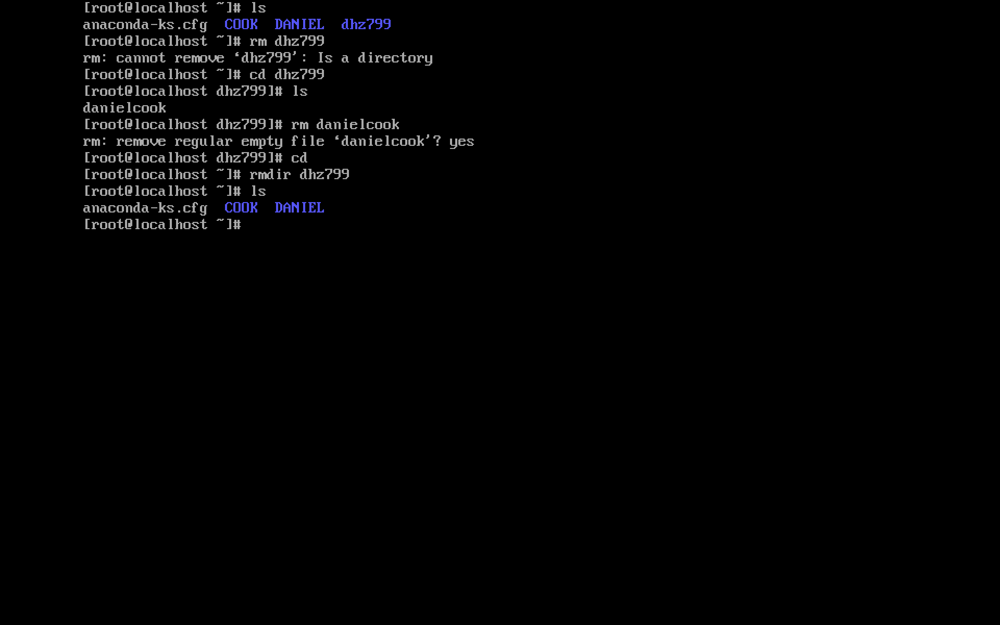 [root@localhost ~]# ls
anaconda-ks.cfg  COOK  DANIEL  dhz799
[root@localhost ~]# rm dhz799
rm: cannot remove ‘dhz799’: Is a directory
[root@localhost ~]# cd dhz799
[root@localhost dhz799]# ls
danielcook
[root@localhost dhz799]# rm danielcook
rm: remove regular empty file ‘danielcook’? yes
[root@localhost dhz799]# cd
[root@localhost ~]# rmdir dhz799
[root@localhost ~]# ls
anaconda-ks.cfg  COOK  DANIEL
[root@localhost ~]#